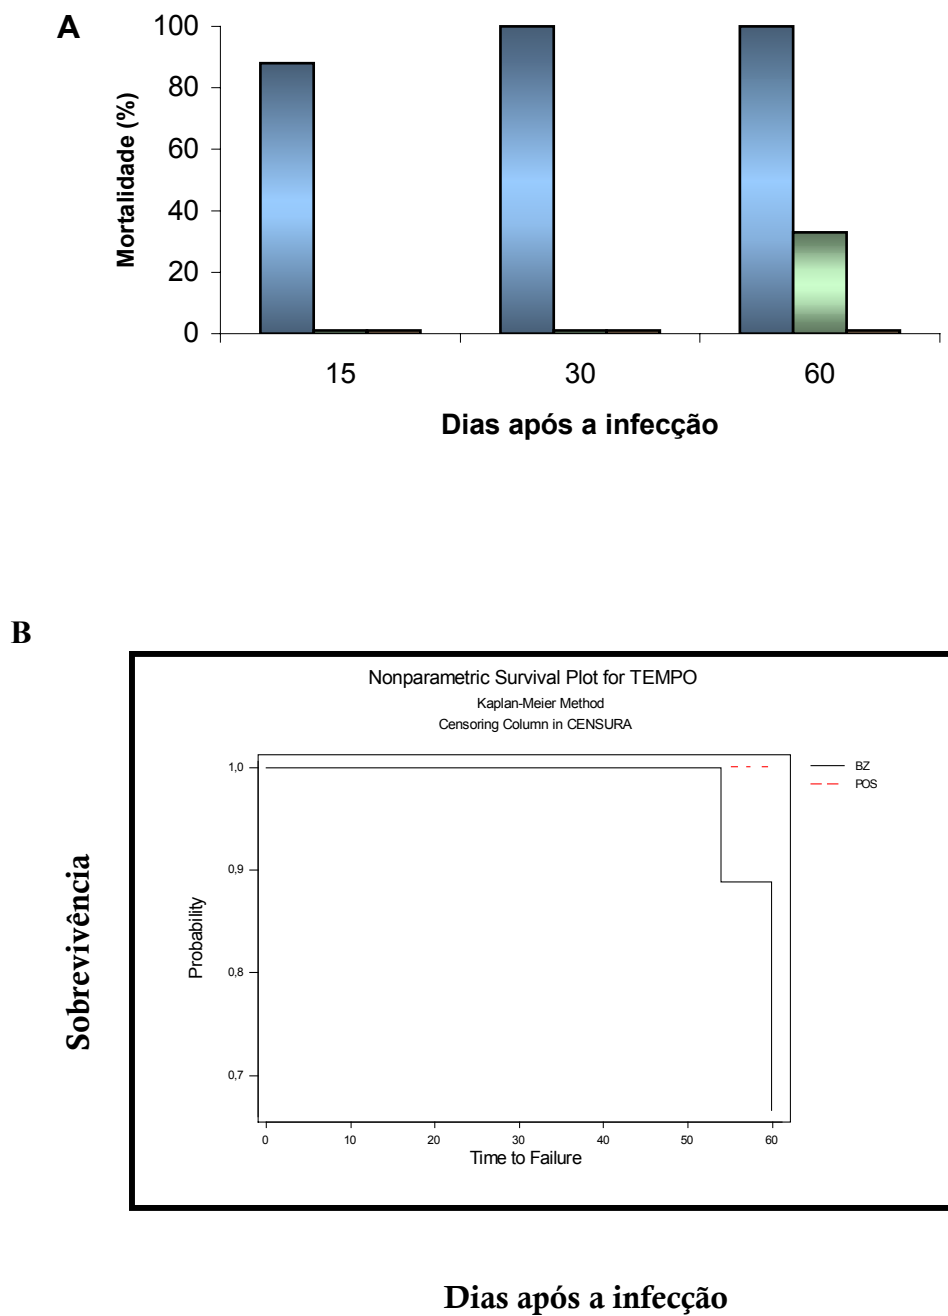 A
100
80
60
40
20
0
Mortalidade (%)
15 30 60
Dias após a infecção
B
Nonparametric Survival Plot for TEMPO
Kaplan-Meier Method
Censoring Column in CENSURA
1,0
0,9
0,8
0,7
BZ
POS
Sobrevivência
Probability
0 10 20 30 40 50 60
Time to Failure
Dias após a infecção